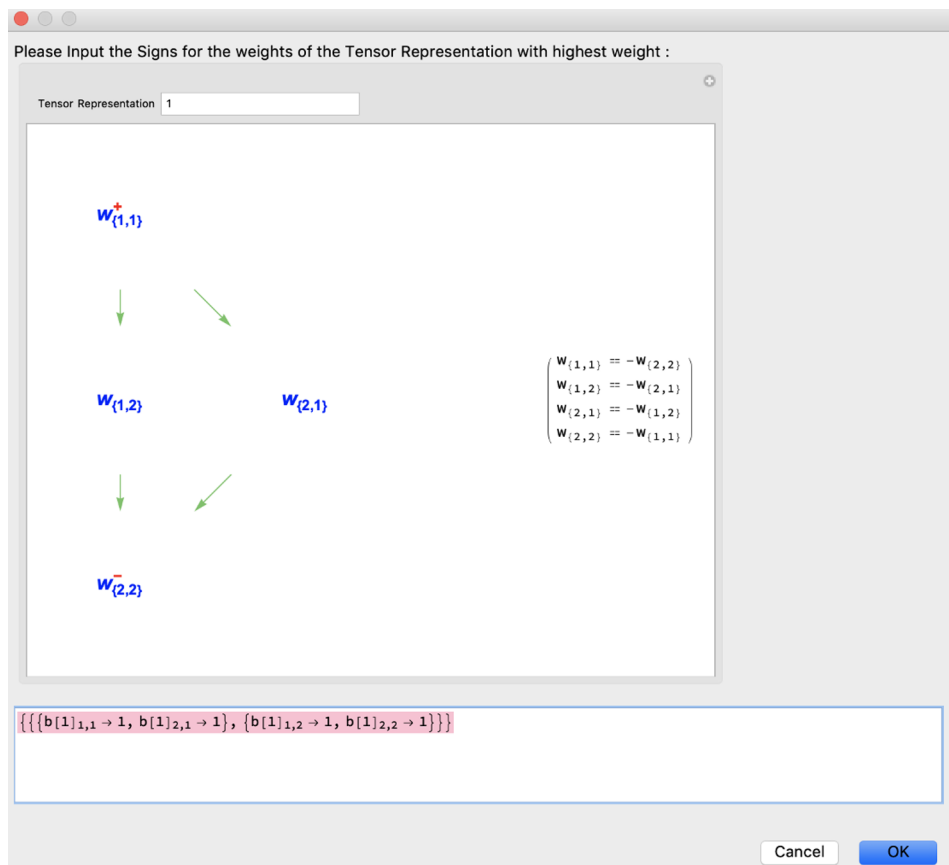 Please Input the Signs for the weights of the Tensor Representation with highest weight :
Tensor Representation 1
w⁺{1,1}
w{1,2} w{2,1}
w⁻{2,2}
w{1,1} == -w{2,2}
w{1,2} == -w{2,1}
w{2,1} == -w{1,2}
w{2,2} == -w{1,1}
{{{b[1]₁,₁ → 1, b[1]₂,₁ → 1}, {b[1]₁,₂ → 1, b[1]₂,₂ → 1}}}
Cancel OK